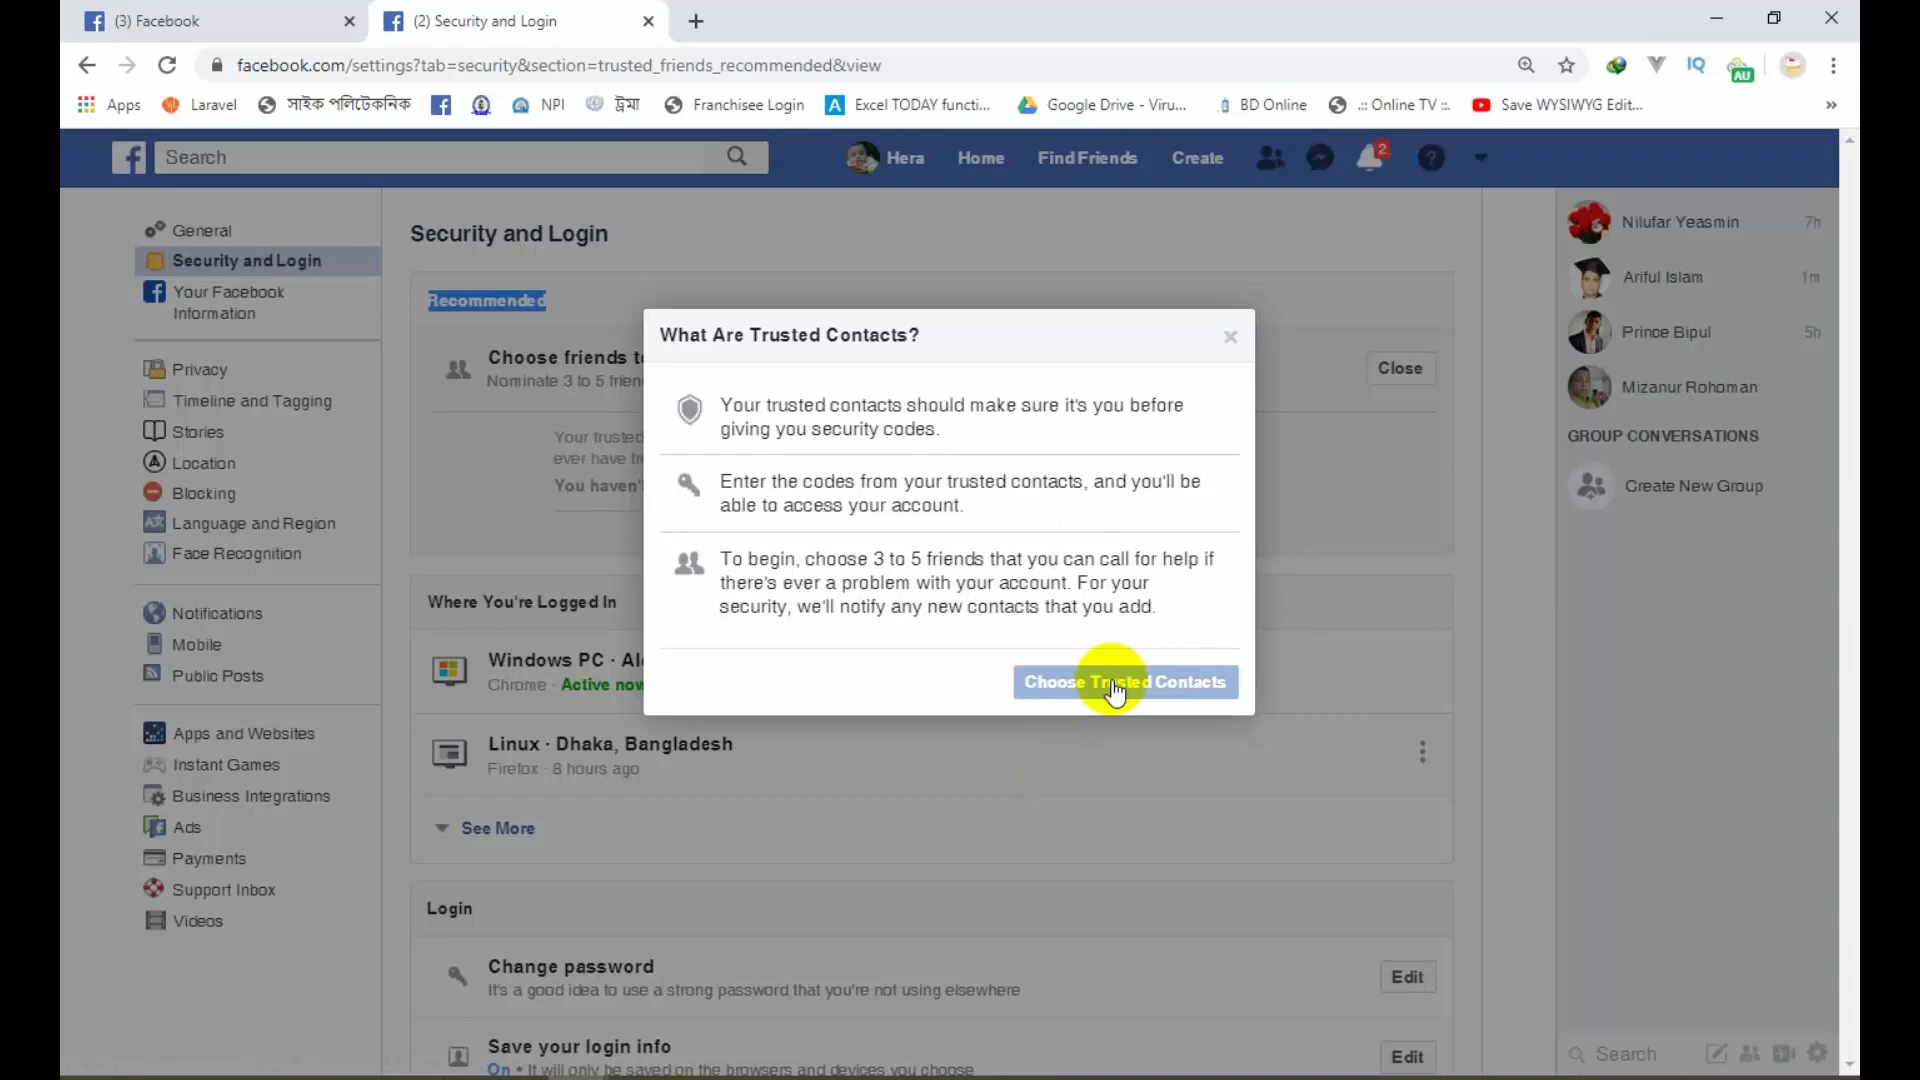 (3) Facebook
(2) Security and Login
facebook.com/settings?tab=security&section=trusted_friends_recommended&view
Apps
Laravel
সাইক পলিটেকনিক
NPI
ট্রমা
Franchisee Login
Excel TODAY functi...
Google Drive - Viru...
BD Online
.:: Online TV ::.
Save WYSIWYG Edit...
IQ
AU
Search
Hera
Home
Find Friends
Create
2
General
Security and Login
Your Facebook
Information
Privacy
Timeline and Tagging
Stories
Location
Blocking
Language and Region
Face Recognition
Notifications
Mobile
Public Posts
Apps and Websites
Instant Games
Business Integrations
Ads
Payments
Support Inbox
Videos
Security and Login
Recommended
Choose friends t
Nominate 3 to 5 frien
Close
Your trusted
ever have tr
You haven'
What Are Trusted Contacts?
Your trusted contacts should make sure it's you before
giving you security codes.
Enter the codes from your trusted contacts, and you'll be
able to access your account.
To begin, choose 3 to 5 friends that you can call for help if
there's ever a problem with your account. For your
security, we'll notify any new contacts that you add.
Choose Trusted Contacts
Where You're Logged In
Windows PC · Al
Chrome · Active now
Linux · Dhaka, Bangladesh
Firefox · 8 hours ago
See More
Login
Change password
It's a good idea to use a strong password that you're not using elsewhere
Edit
Save your login info
On • It will only be saved on the browsers and devices you choose
Edit
Nilufar Yeasmin 7h
Ariful Islam 1m
Prince Bipul 5h
Mizanur Rohoman
GROUP CONVERSATIONS
Create New Group
Search